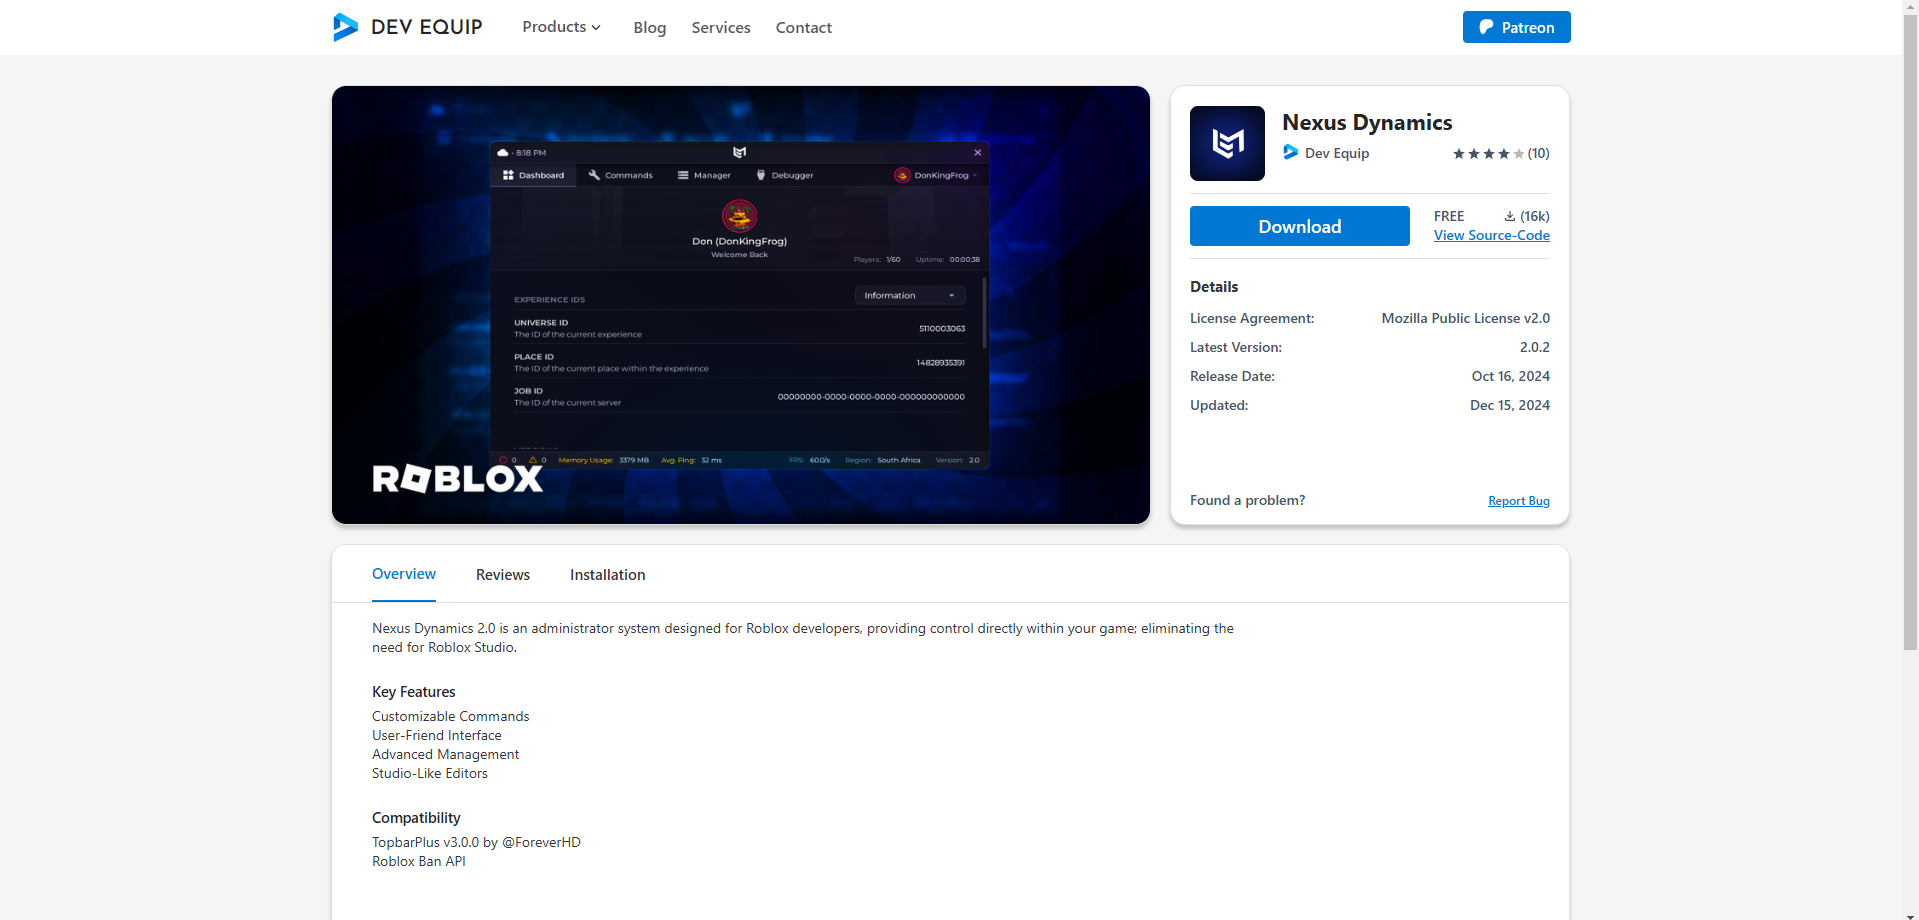 DEV EQUIP
Products
Blog
Services
Contact
Patreon
8:18 PM
Dashboard
Commands
Manager
Debugger
DonKingFrog
Don (DonKingFrog)
Welcome Back
Players: 1/60
Uptime: 00:00:38
EXPERIENCE IDS
Information
UNIVERSE ID
The ID of the current experience
5110003063
PLACE ID
The ID of the current place within the experience
14828935391
JOB ID
The ID of the current server
00000000-0000-0000-0000-000000000000
0
0
Memory Usage: 3379 MB
Avg. Ping: 32 ms
FPS: 60.0/s
Region: South Africa
Version: 2.0
ROBLOX
Nexus Dynamics
Dev Equip
(10)
Download
FREE
(16k)
View Source-Code
Details
License Agreement: Mozilla Public License v2.0
Latest Version: 2.0.2
Release Date: Oct 16, 2024
Updated: Dec 15, 2024
Found a problem?
Report Bug
Overview
Reviews
Installation
Nexus Dynamics 2.0 is an administrator system designed for Roblox developers, providing control directly within your game; eliminating the
need for Roblox Studio.
Key Features
Customizable Commands
User-Friend Interface
Advanced Management
Studio-Like Editors
Compatibility
TopbarPlus v3.0.0 by @ForeverHD
Roblox Ban API